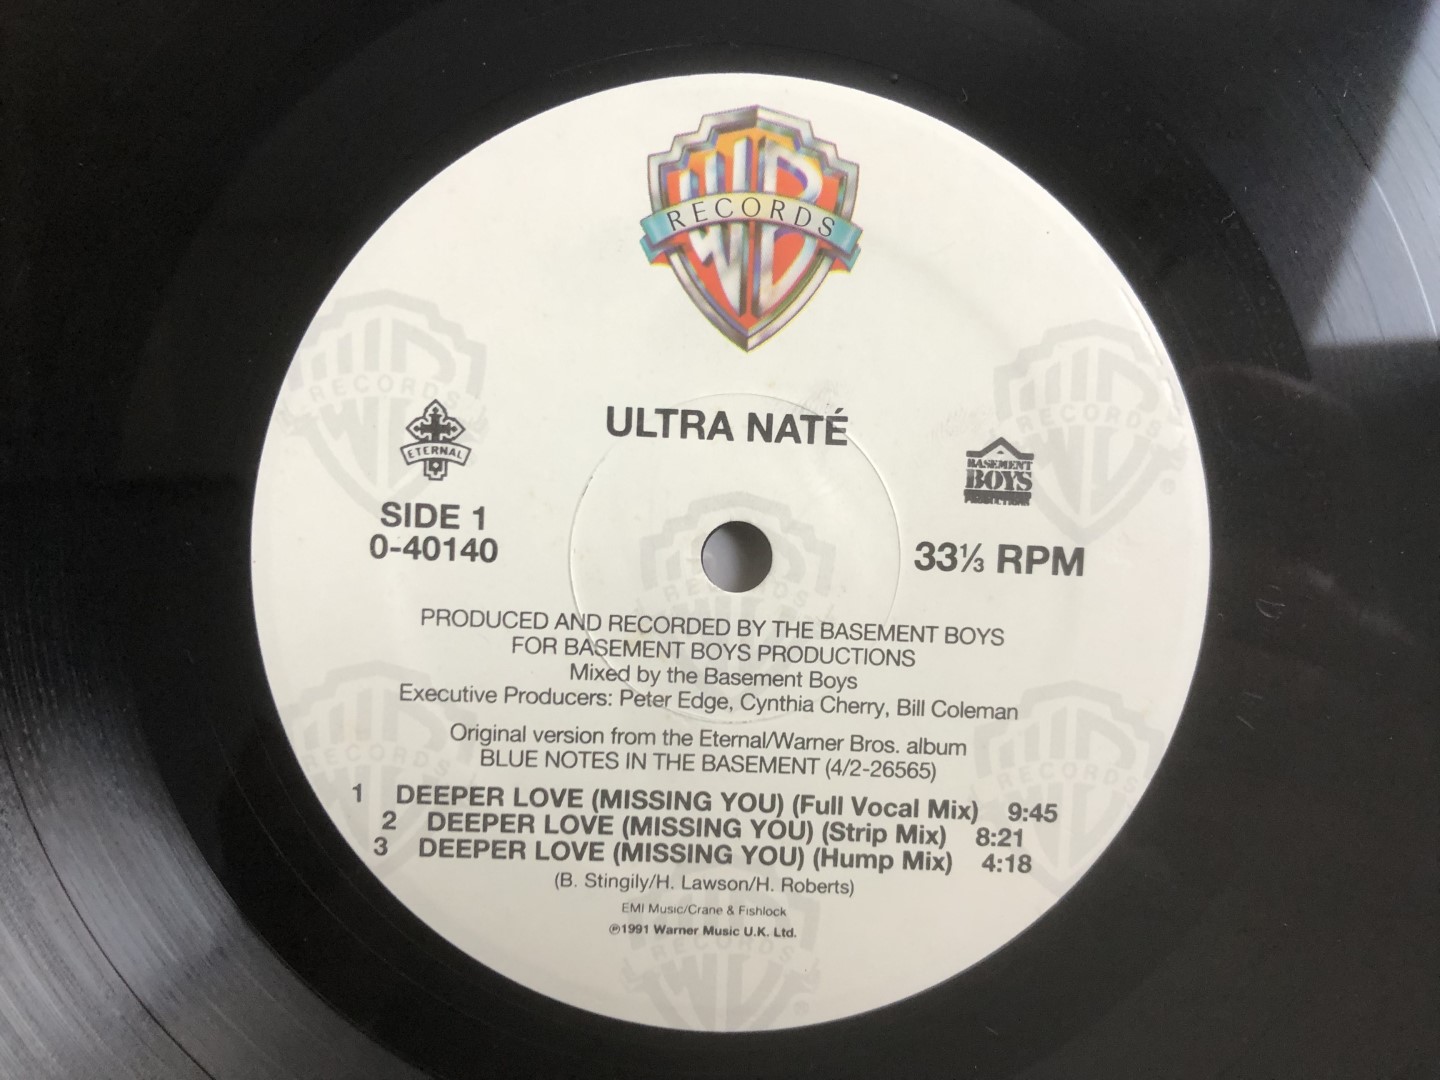 RECORDS
ULTRA NATÉ
ETERNAL
BASEMENT
BOYS
PRODUCTIONS
SIDE 1
0-40140
33⅓ RPM
PRODUCED AND RECORDED BY THE BASEMENT BOYS
FOR BASEMENT BOYS PRODUCTIONS
Mixed by the Basement Boys
Executive Producers: Peter Edge, Cynthia Cherry, Bill Coleman
Original version from the Eternal/Warner Bros. album
BLUE NOTES IN THE BASEMENT (4/2-26565)
1 DEEPER LOVE (MISSING YOU) (Full Vocal Mix) 9:45
2 DEEPER LOVE (MISSING YOU) (Strip Mix) 8:21
3 DEEPER LOVE (MISSING YOU) (Hump Mix) 4:18
(B. Stingily/H. Lawson/H. Roberts)
EMI Music/Crane & Fishlock
℗1991 Warner Music U.K. Ltd.